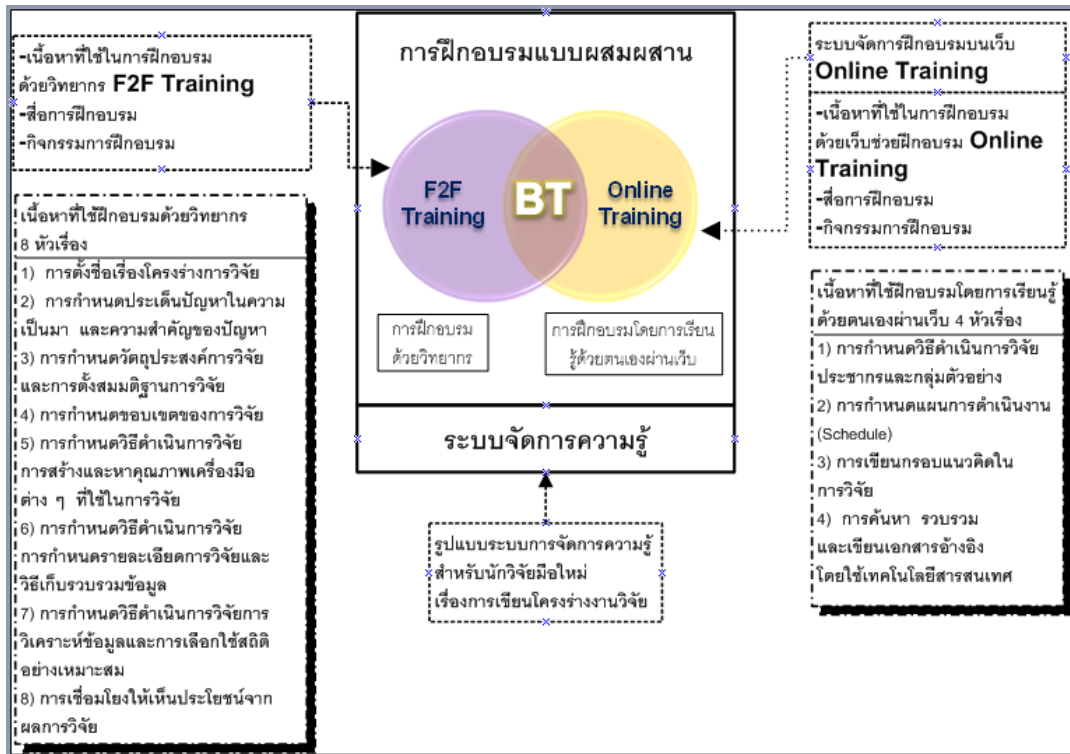 -เนื้อหาที่ใช้ในการฝึกอบรม
ด้วยวิทยากร F2F Training
-สื่อการฝึกอบรม
-กิจกรรมการฝึกอบรม
เนื้อหาที่ใช้ฝึกอบรมด้วยวิทยากร
8 หัวเรื่อง
1) การตั้งชื่อเรื่องโครงร่างการวิจัย
2) การกำหนดประเด็นปัญหาในความ
เป็นมา และความสำคัญของปัญหา
3) การกำหนดวัตถุประสงค์การวิจัย
และการตั้งสมมติฐานการวิจัย
4) การกำหนดขอบเขตของการวิจัย
5) การกำหนดวิธีดำเนินการวิจัย
การสร้างและหาคุณภาพเครื่องมือ
ต่าง ๆ ที่ใช้ในการวิจัย
6) การกำหนดวิธีดำเนินการวิจัย
การกำหนดรายละเอียดการวิจัยและ
วิธีเก็บรวบรวมข้อมูล
7) การกำหนดวิธีดำเนินการวิจัยการ
วิเคราะห์ข้อมูลและการเลือกใช้สถิติ
อย่างเหมาะสม
8) การเชื่อมโยงให้เห็นประโยชน์จาก
ผลการวิจัย
การฝึกอบรมแบบผสมผสาน
F2F
Training
BT
Online
Training
การฝึกอบรม
ด้วยวิทยากร
การฝึกอบรมโดยการเรียน
รู้ด้วยตนเองผ่านเว็บ
ระบบจัดการความรู้
รูปแบบระบบการจัดการความรู้
สำหรับนักวิจัยมือใหม่
เรื่องการเขียนโครงร่างงานวิจัย
ระบบจัดการฝึกอบรมบนเว็บ
Online Training
-เนื้อหาที่ใช้ในการฝึกอบรม
ด้วยเว็บช่วยฝึกอบรม Online
Training
-สื่อการฝึกอบรม
-กิจกรรมการฝึกอบรม
เนื้อหาที่ใช้ฝึกอบรมโดยการเรียนรู้
ด้วยตนเองผ่านเว็บ 4 หัวเรื่อง
1) การกำหนดวิธีดำเนินการวิจัย
ประชากรและกลุ่มตัวอย่าง
2) การกำหนดแผนการดำเนินงาน
(Schedule)
3) การเขียนกรอบแนวคิดใน
การวิจัย
4) การค้นหา รวบรวม
และเขียนเอกสารอ้างอิง
โดยใช้เทคโนโลยีสารสนเทศ